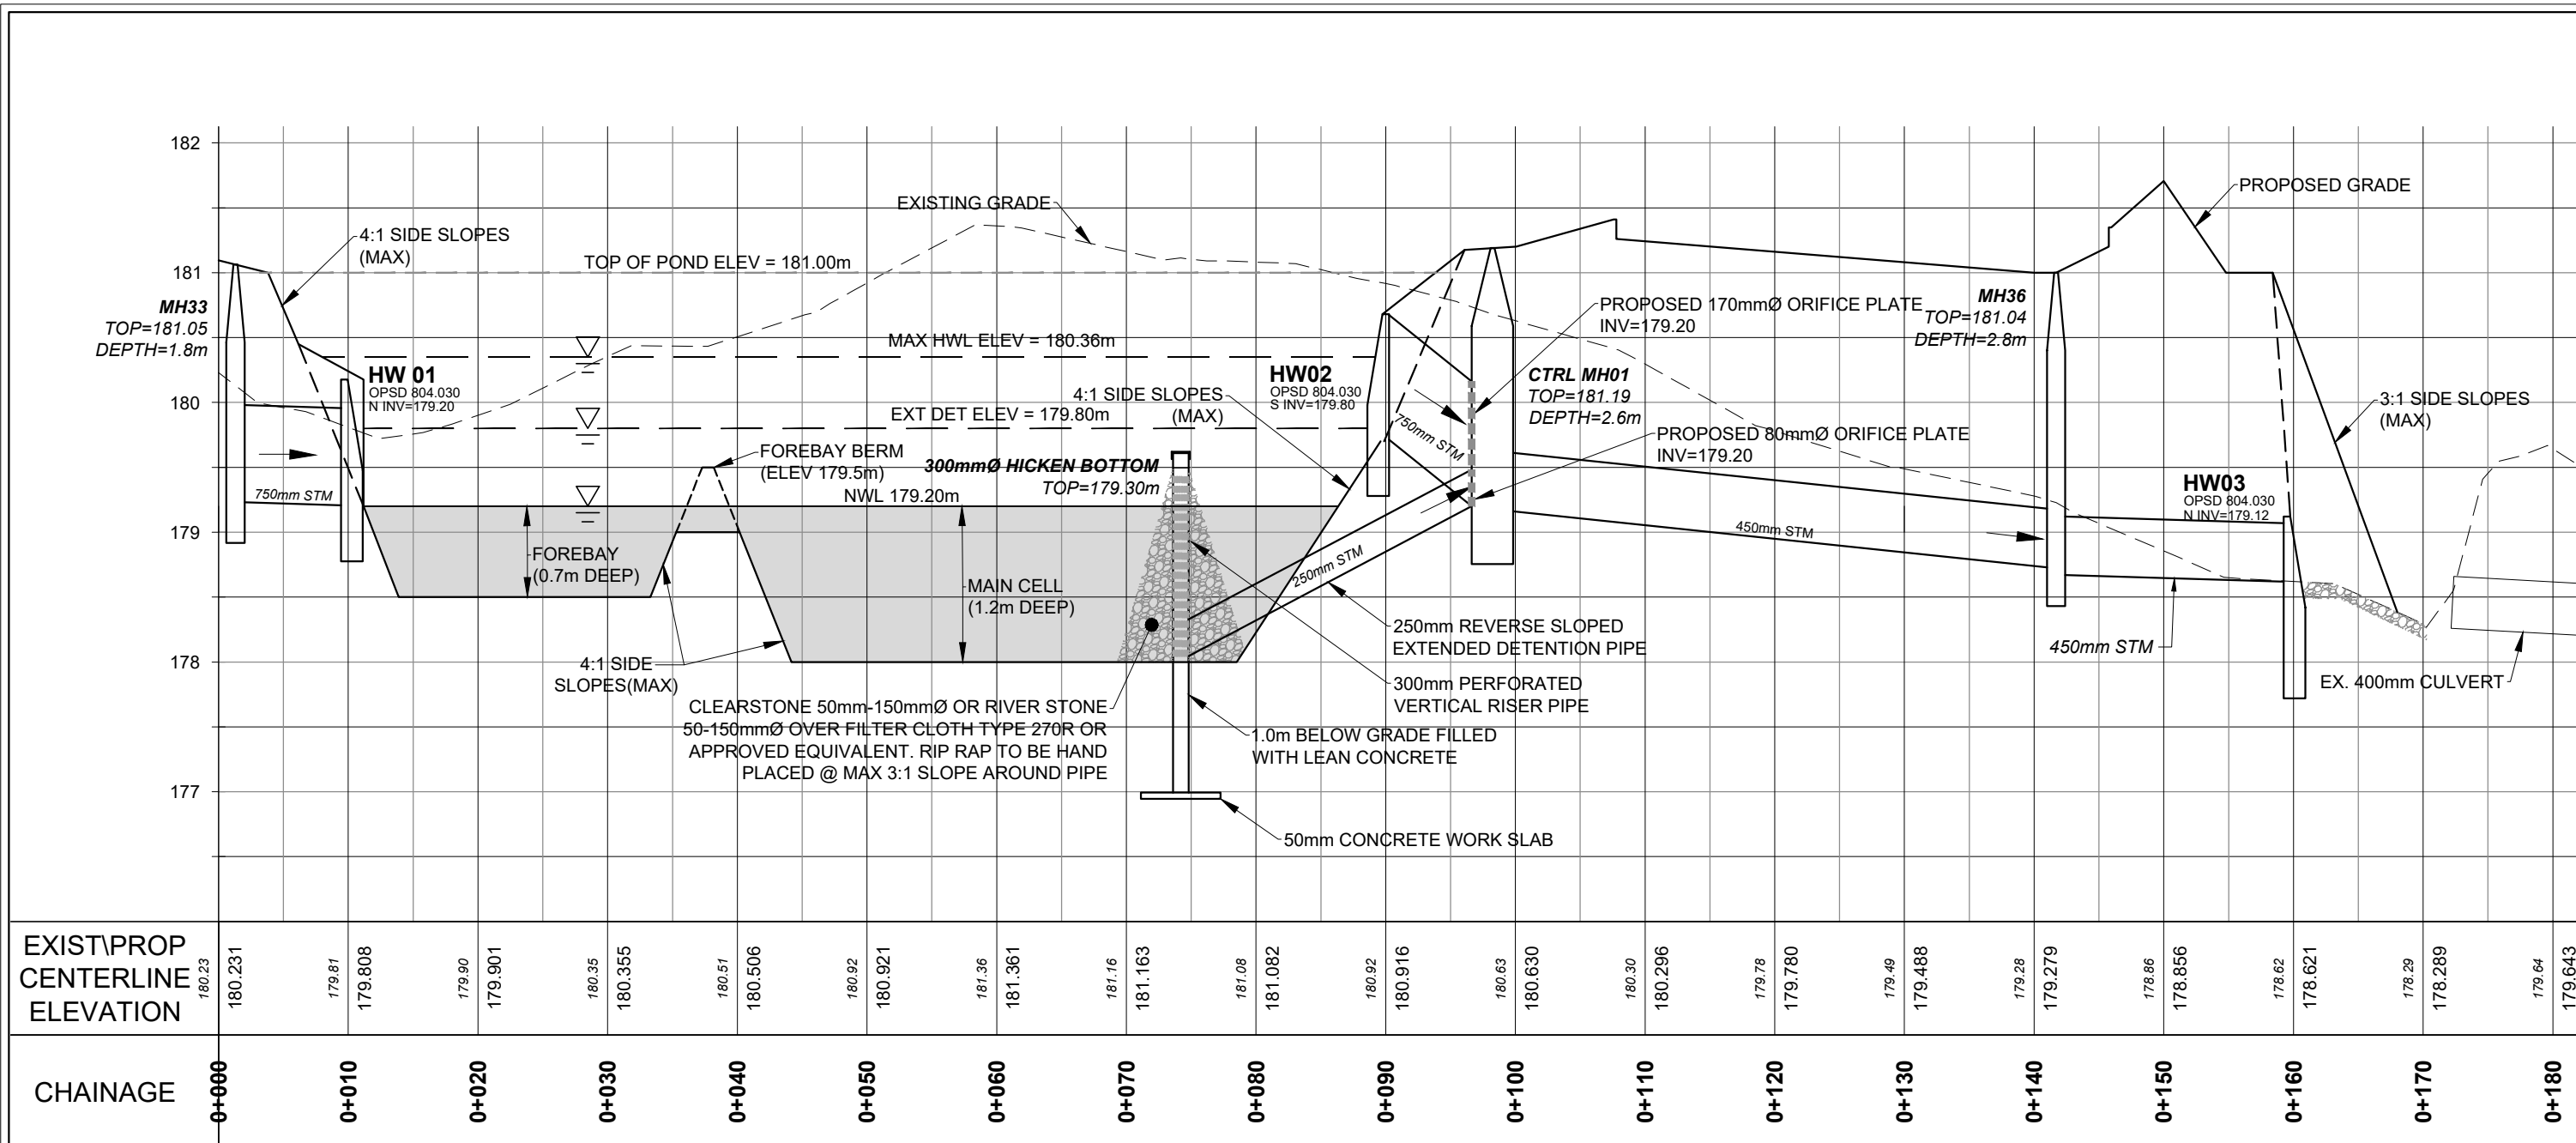 182
181
180
179
178
177
EXISTING GRADE
PROPOSED GRADE
4:1 SIDE SLOPES
(MAX)
TOP OF POND ELEV = 181.00m
MH33
TOP=181.05
DEPTH=1.8m
PROPOSED 170mmØ ORIFICE PLATE
INV=179.20
MH36
TOP=181.04
DEPTH=2.8m
MAX HWL ELEV = 180.36m
HW 01
OPSD 804.030
N INV=179.20
HW02
OPSD 804.030
S INV=179.80
4:1 SIDE SLOPES
(MAX)
CTRL MH01
TOP=181.19
DEPTH=2.6m
3:1 SIDE SLOPES
(MAX)
EXT DET ELEV = 179.80m
750mm STM
PROPOSED 80mmØ ORIFICE PLATE
INV=179.20
FOREBAY BERM
(ELEV 179.5m)
300mmØ HICKEN BOTTOM
TOP=179.30m
NWL 179.20m
750mm STM
HW03
OPSD 804.030
N INV=179.12
450mm STM
FOREBAY
(0.7m DEEP)
MAIN CELL
(1.2m DEEP)
250mm STM
250mm REVERSE SLOPED
EXTENDED DETENTION PIPE
450mm STM
4:1 SIDE
SLOPES(MAX)
300mm PERFORATED
VERTICAL RISER PIPE
EX. 400mm CULVERT
CLEARSTONE 50mm-150mmØ OR RIVER STONE
50-150mmØ OVER FILTER CLOTH TYPE 270R OR
APPROVED EQUIVALENT. RIP RAP TO BE HAND
PLACED @ MAX 3:1 SLOPE AROUND PIPE
1.0m BELOW GRADE FILLED
WITH LEAN CONCRETE
50mm CONCRETE WORK SLAB
EXIST\PROP
CENTERLINE
ELEVATION
180.23
180.231
179.81
179.808
179.90
179.901
180.35
180.355
180.51
180.506
180.92
180.921
181.36
181.361
181.16
181.163
181.08
181.082
180.92
180.916
180.63
180.630
180.30
180.296
179.78
179.780
179.49
179.488
179.28
179.279
178.86
178.856
178.62
178.621
178.29
178.289
179.64
179.643
CHAINAGE
0+000
0+010
0+020
0+030
0+040
0+050
0+060
0+070
0+080
0+090
0+100
0+110
0+120
0+130
0+140
0+150
0+160
0+170
0+180